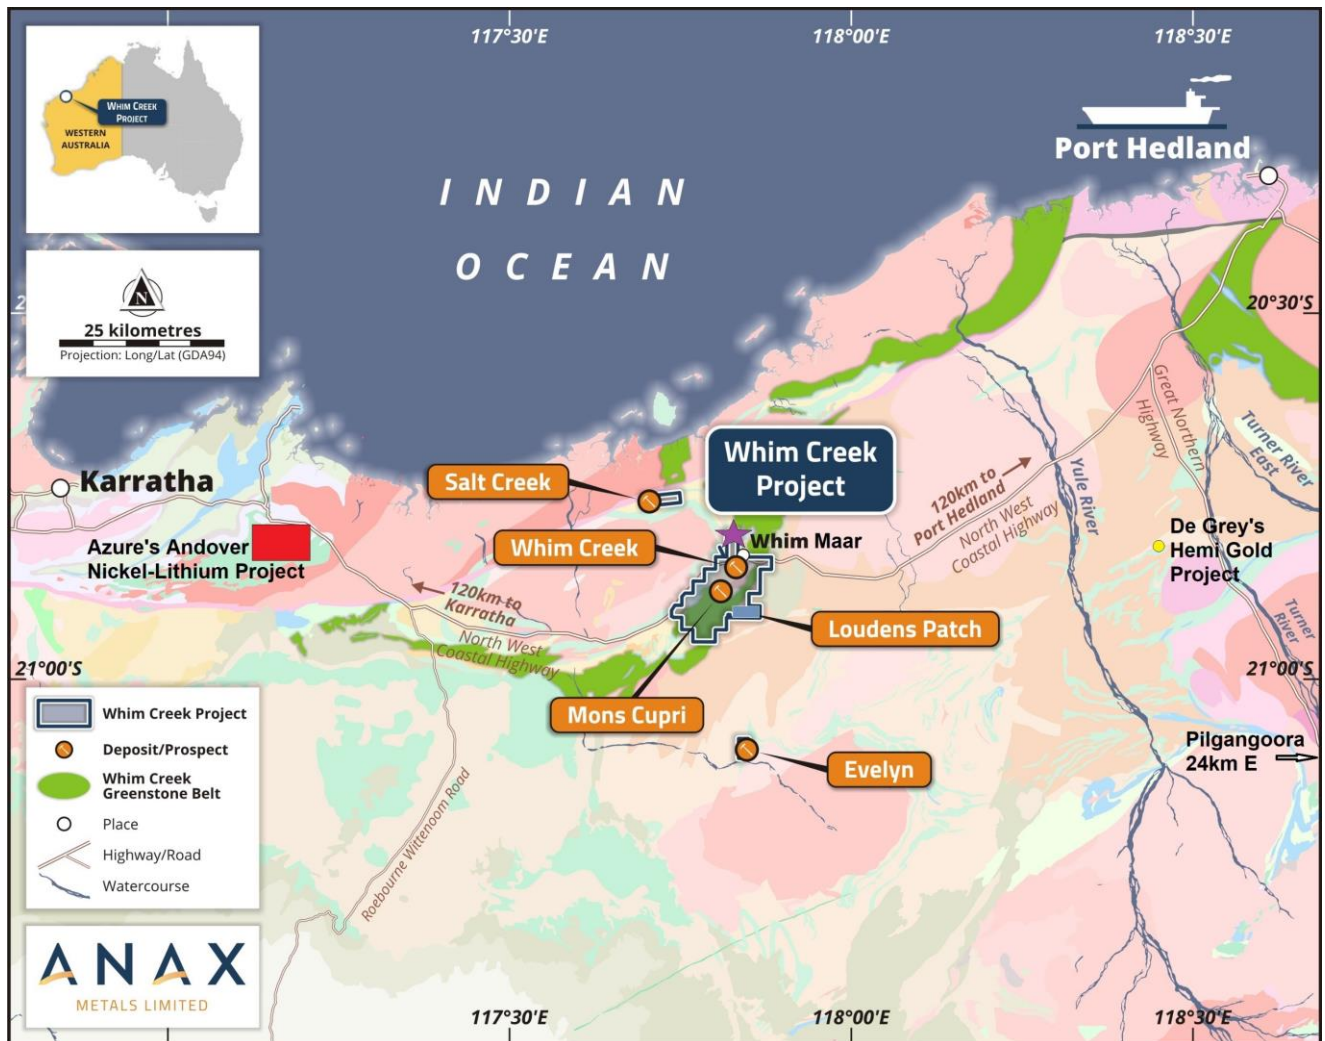 117°30'E
118°00'E
118°30'E
WHIM CREEK
PROJECT
WESTERN
AUSTRALIA
Port Hedland
INDIAN
OCEAN
N
25 kilometres
Projection: Long/Lat (GDA94)
2
20°30'S
Karratha
Azure's Andover
Nickel-Lithium Project
Salt Creek
Whim Creek
Whim Creek
Project
Whim Maar
120km to
Port Hedland
North West
Coastal Highway
Yule River
Great Northern
Highway
Turner River
East
De Grey's
Hemi Gold
Project
Turner
River
120km to
Karratha
North West
Coastal Highway
Loudens Patch
Mons Cupri
Evelyn
21°00'S
21°00'S
Pilgangoora
24km E
Roebourne Wittenoom Road
Whim Creek Project
Deposit/Prospect
Whim Creek
Greenstone Belt
Place
Highway/Road
Watercourse
ANAX
METALS LIMITED
117°30'E
118°00'E
118°30'E